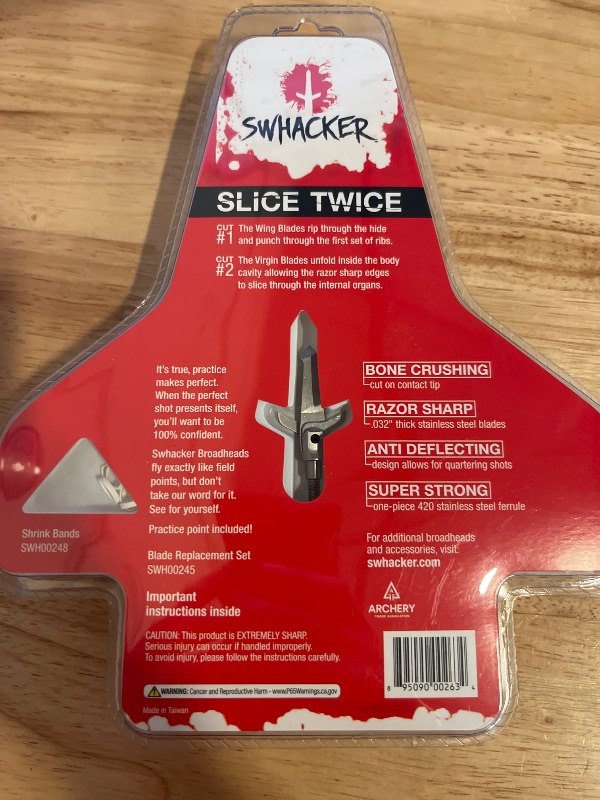 SWHACKER
SLICE TWICE
CUT #1 The Wing Blades rip through the hide
and punch through the first set of ribs.
CUT #2 The Virgin Blades unfold inside the body
cavity allowing the razor sharp edges
to slice through the internal organs.
It's true, practice
makes perfect.
When the perfect
shot presents itself,
you'll want to be
100% confident.
Swhacker Broadheads
fly exactly like field
points, but don't
take our word for it.
See for yourself.
Practice point included!
Blade Replacement Set
SWH00245
Shrink Bands
SWH00248
Important
instructions inside
BONE CRUSHING
cut on contact tip
RAZOR SHARP
.032" thick stainless steel blades
ANTI DEFLECTING
design allows for quartering shots
SUPER STRONG
one-piece 420 stainless steel ferrule
For additional broadheads
and accessories, visit:
swhacker.com
ARCHERY
TRADE ASSOCIATION
CAUTION: This product is EXTREMELY SHARP.
Serious injury can occur if handled improperly.
To avoid injury, please follow the instructions carefully.
WARNING: Cancer and Reproductive Harm - www.P65Warnings.ca.gov
Made in Taiwan
8 95090 00263 4